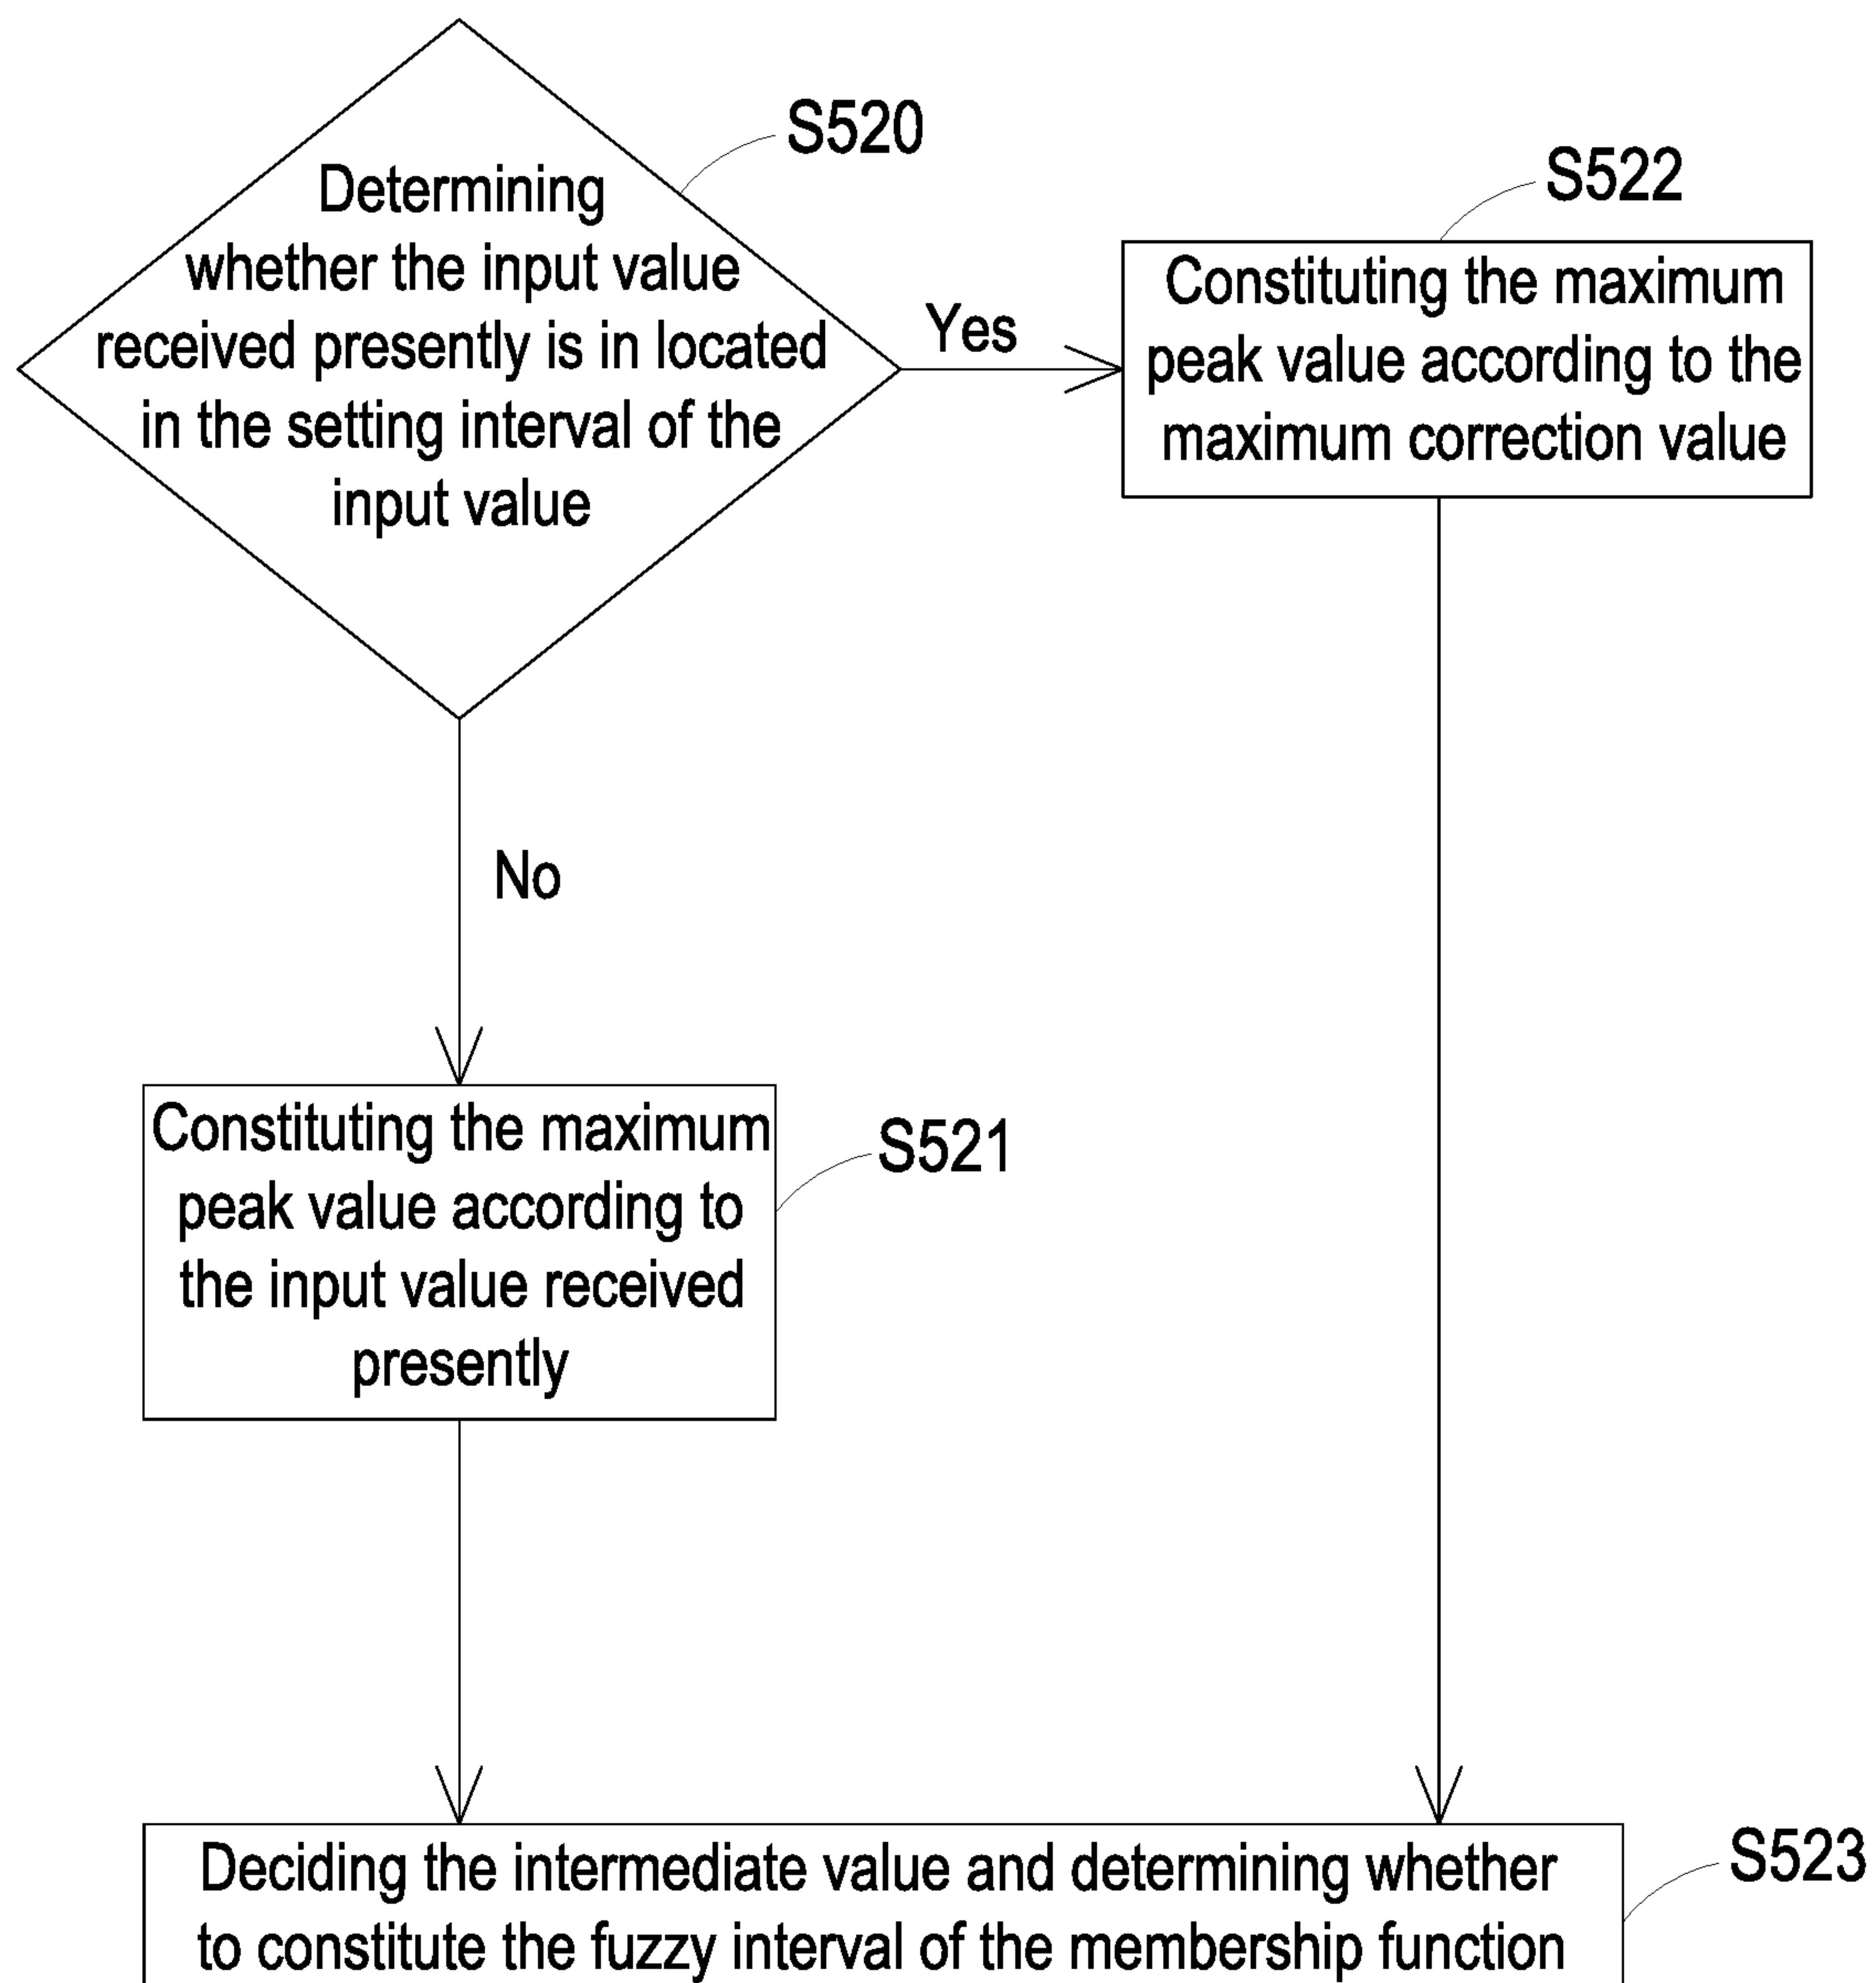 S520
Determining
whether the input value
received presently is in located
in the setting interval of the
input value
Yes
S522
Constituting the maximum
peak value according to the
maximum correction value
No
Constituting the maximum
peak value according to
the input value received
presently
S521
Deciding the intermediate value and determining whether
to constitute the fuzzy interval of the membership function
S523